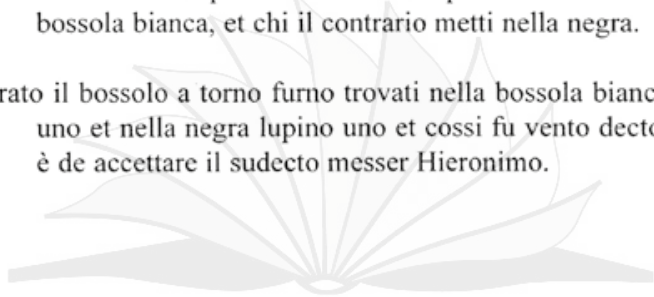 bossola bianca, et chi il contrario metti nella negra.
rato il bossolo a torno furno trovati nella bossola bianc
uno et nella negra lupino uno et cossi fu vento decto
è de accettare il sudecto messer Hieronimo.